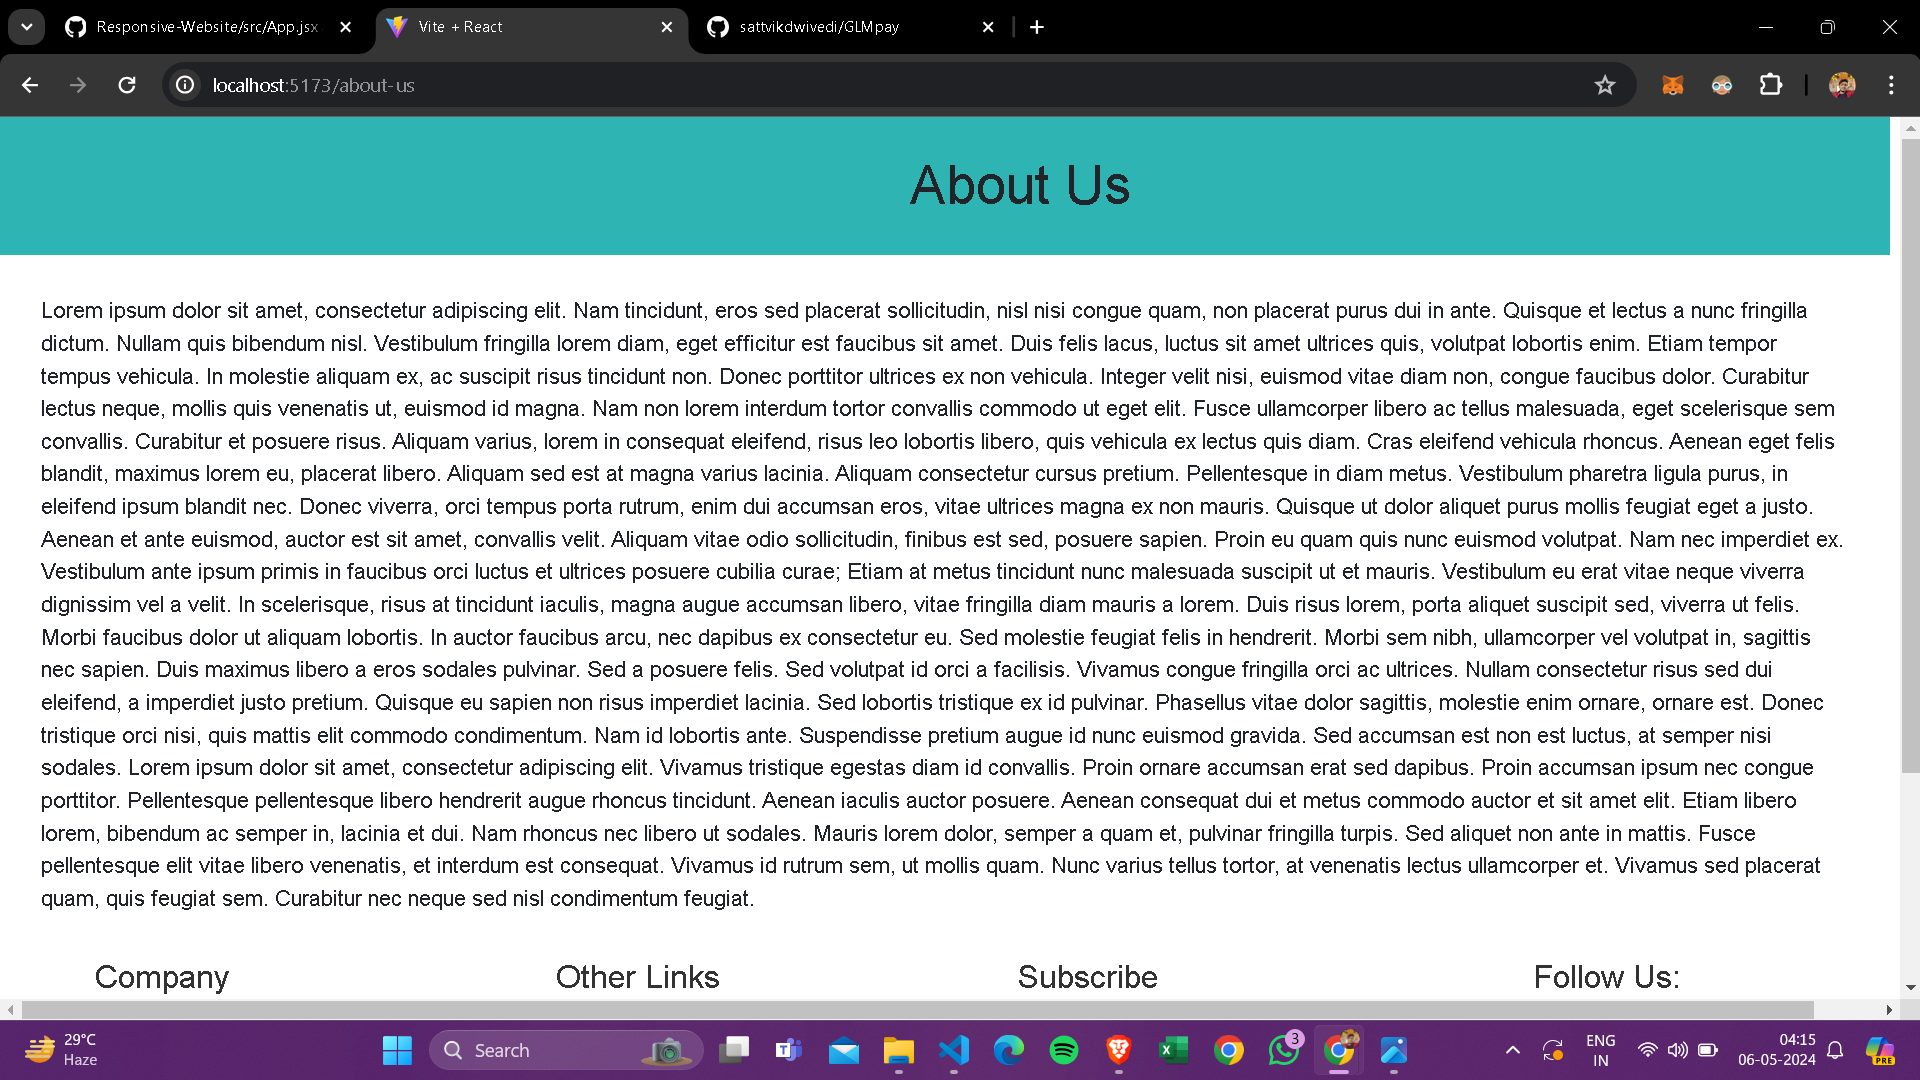 Responsive-Website/src/App.jsx
Vite + React
sattvikdwivedi/GLMpay
localhost:5173/about-us
About Us
Lorem ipsum dolor sit amet, consectetur adipiscing elit. Nam tincidunt, eros sed placerat sollicitudin, nisl nisi congue quam, non placerat purus dui in ante. Quisque et lectus a nunc fringilla
dictum. Nullam quis bibendum nisl. Vestibulum fringilla lorem diam, eget efficitur est faucibus sit amet. Duis felis lacus, luctus sit amet ultrices quis, volutpat lobortis enim. Etiam tempor
tempus vehicula. In molestie aliquam ex, ac suscipit risus tincidunt non. Donec porttitor ultrices ex non vehicula. Integer velit nisi, euismod vitae diam non, congue faucibus dolor. Curabitur
lectus neque, mollis quis venenatis ut, euismod id magna. Nam non lorem interdum tortor convallis commodo ut eget elit. Fusce ullamcorper libero ac tellus malesuada, eget scelerisque sem
convallis. Curabitur et posuere risus. Aliquam varius, lorem in consequat eleifend, risus leo lobortis libero, quis vehicula ex lectus quis diam. Cras eleifend vehicula rhoncus. Aenean eget felis
blandit, maximus lorem eu, placerat libero. Aliquam sed est at magna varius lacinia. Aliquam consectetur cursus pretium. Pellentesque in diam metus. Vestibulum pharetra ligula purus, in
eleifend ipsum blandit nec. Donec viverra, orci tempus porta rutrum, enim dui accumsan eros, vitae ultrices magna ex non mauris. Quisque ut dolor aliquet purus mollis feugiat eget a justo.
Aenean et ante euismod, auctor est sit amet, convallis velit. Aliquam vitae odio sollicitudin, finibus est sed, posuere sapien. Proin eu quam quis nunc euismod volutpat. Nam nec imperdiet ex.
Vestibulum ante ipsum primis in faucibus orci luctus et ultrices posuere cubilia curae; Etiam at metus tincidunt nunc malesuada suscipit ut et mauris. Vestibulum eu erat vitae neque viverra
dignissim vel a velit. In scelerisque, risus at tincidunt iaculis, magna augue accumsan libero, vitae fringilla diam mauris a lorem. Duis risus lorem, porta aliquet suscipit sed, viverra ut felis.
Morbi faucibus dolor ut aliquam lobortis. In auctor faucibus arcu, nec dapibus ex consectetur eu. Sed molestie feugiat felis in hendrerit. Morbi sem nibh, ullamcorper vel volutpat in, sagittis
nec sapien. Duis maximus libero a eros sodales pulvinar. Sed a posuere felis. Sed volutpat id orci a facilisis. Vivamus congue fringilla orci ac ultrices. Nullam consectetur risus sed dui
eleifend, a imperdiet justo pretium. Quisque eu sapien non risus imperdiet lacinia. Sed lobortis tristique ex id pulvinar. Phasellus vitae dolor sagittis, molestie enim ornare, ornare est. Donec
tristique orci nisi, quis mattis elit commodo condimentum. Nam id lobortis ante. Suspendisse pretium augue id nunc euismod gravida. Sed accumsan est non est luctus, at semper nisi
sodales. Lorem ipsum dolor sit amet, consectetur adipiscing elit. Vivamus tristique egestas diam id convallis. Proin ornare accumsan erat sed dapibus. Proin accumsan ipsum nec congue
porttitor. Pellentesque pellentesque libero hendrerit augue rhoncus tincidunt. Aenean iaculis auctor posuere. Aenean consequat dui et metus commodo auctor et sit amet elit. Etiam libero
lorem, bibendum ac semper in, lacinia et dui. Nam rhoncus nec libero ut sodales. Mauris lorem dolor, semper a quam et, pulvinar fringilla turpis. Sed aliquet non ante in mattis. Fusce
pellentesque elit vitae libero venenatis, et interdum est consequat. Vivamus id rutrum sem, ut mollis quam. Nunc varius tellus tortor, at venenatis lectus ullamcorper et. Vivamus sed placerat
quam, quis feugiat sem. Curabitur nec neque sed nisl condimentum feugiat.
Company
Other Links
Subscribe
Follow Us:
29°C
Haze
Search
3
ENG
IN
04:15
06-05-2024
PRE